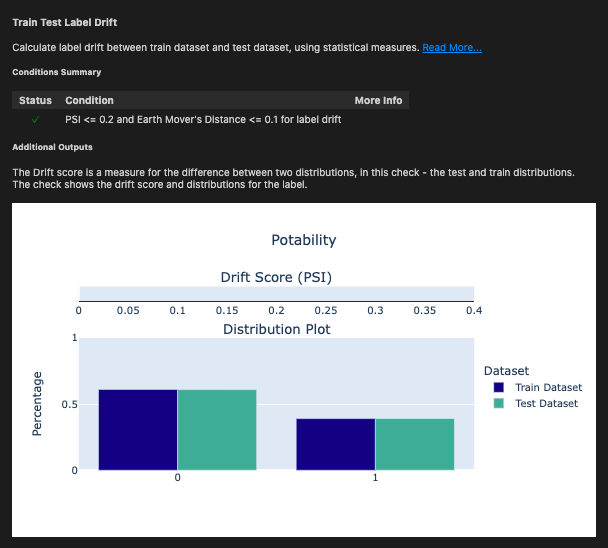 Train Test Label Drift
Calculate label drift between train dataset and test dataset, using statistical measures. Read More...
Conditions Summary
Status Condition More Info
✓ PSI <= 0.2 and Earth Mover's Distance <= 0.1 for label drift
Additional Outputs
The Drift score is a measure for the difference between two distributions, in this check - the test and train distributions.
The check shows the drift score and distributions for the label.
Potability
Drift Score (PSI)
0 0.05 0.1 0.15 0.2 0.25 0.3 0.35 0.4
Distribution Plot
1
0.5
0
Percentage
0 1
Dataset
Train Dataset
Test Dataset